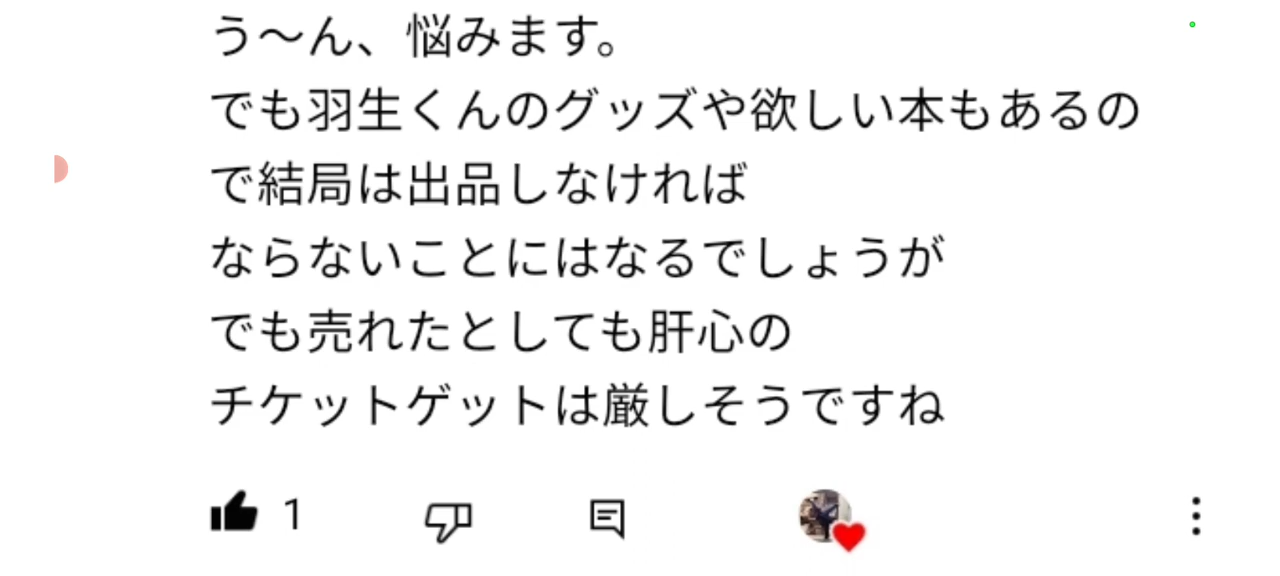 う〜ん、悩みます。
でも羽生くんのグッズや欲しい本もあるの
で結局は出品しなければ
ならないことにはなるでしょうが
でも売れたとしても肝心の
チケットゲットは厳しそうですね
1